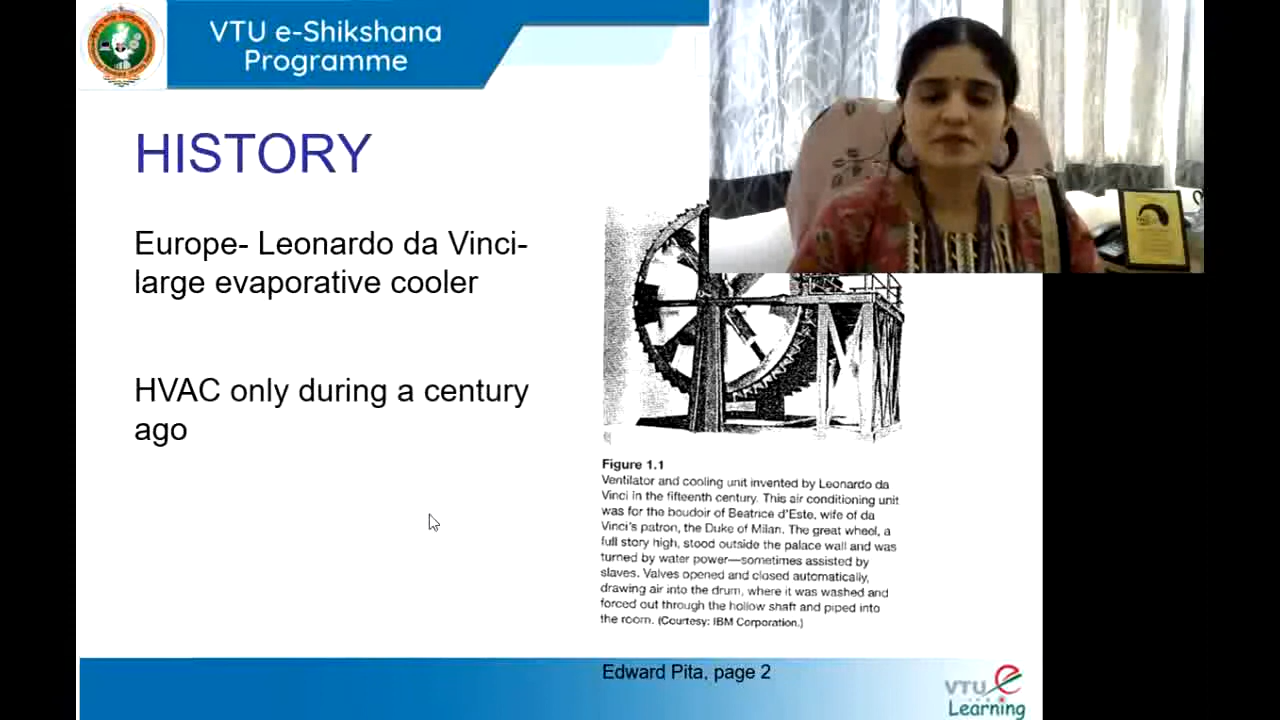 VTU e-Shikshana
Programme
HISTORY
Europe- Leonardo da Vinci-
large evaporative cooler
HVAC only during a century
ago
Figure 1.1
Ventilator and cooling unit invented by Leonardo da
Vinci in the fifteenth century. This air conditioning unit
was for the boudoir of Beatrice d'Este, wife of da
Vinci's patron, the Duke of Milan. The great wheel, a
full story high, stood outside the palace wall and was
turned by water power—sometimes assisted by
slaves. Valves opened and closed automatically,
drawing air into the drum, where it was washed and
forced out through the hollow shaft and piped into
the room. (Courtesy: IBM Corporation.)
Edward Pita, page 2
VTU e
Learning